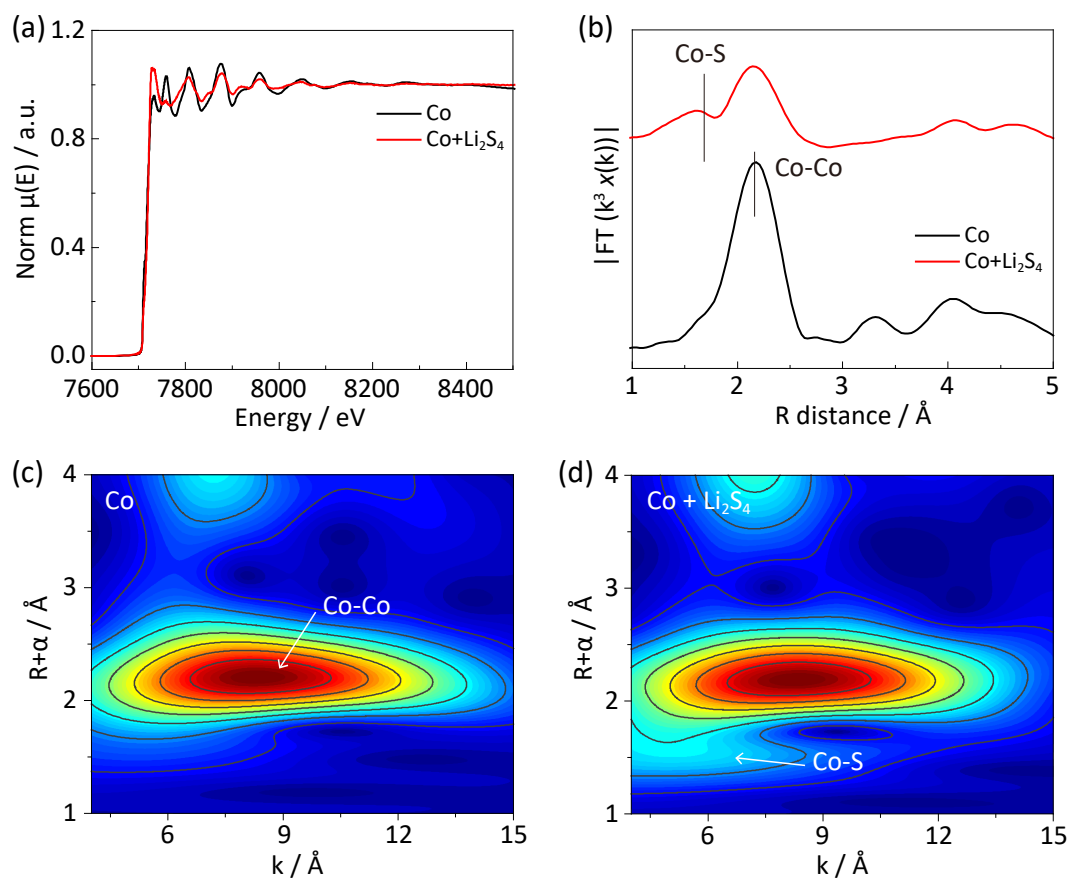 (a)
1.2
0.8
0.4
0.0
Norm μ(E) / a.u.
Co
Co+Li₂S₄
7600 7800 8000 8200 8400
Energy / eV
(b)
Co-S
Co-Co
|FT (k³ x(k))|
Co
Co+Li₂S₄
1 2 3 4 5
R distance / Å
(c)
Co
4
3
2
1
R+α / Å
Co-Co
6 9 12 15
k / Å
(d)
Co + Li₂S₄
4
3
2
1
R+α / Å
Co-S
6 9 12 15
k / Å